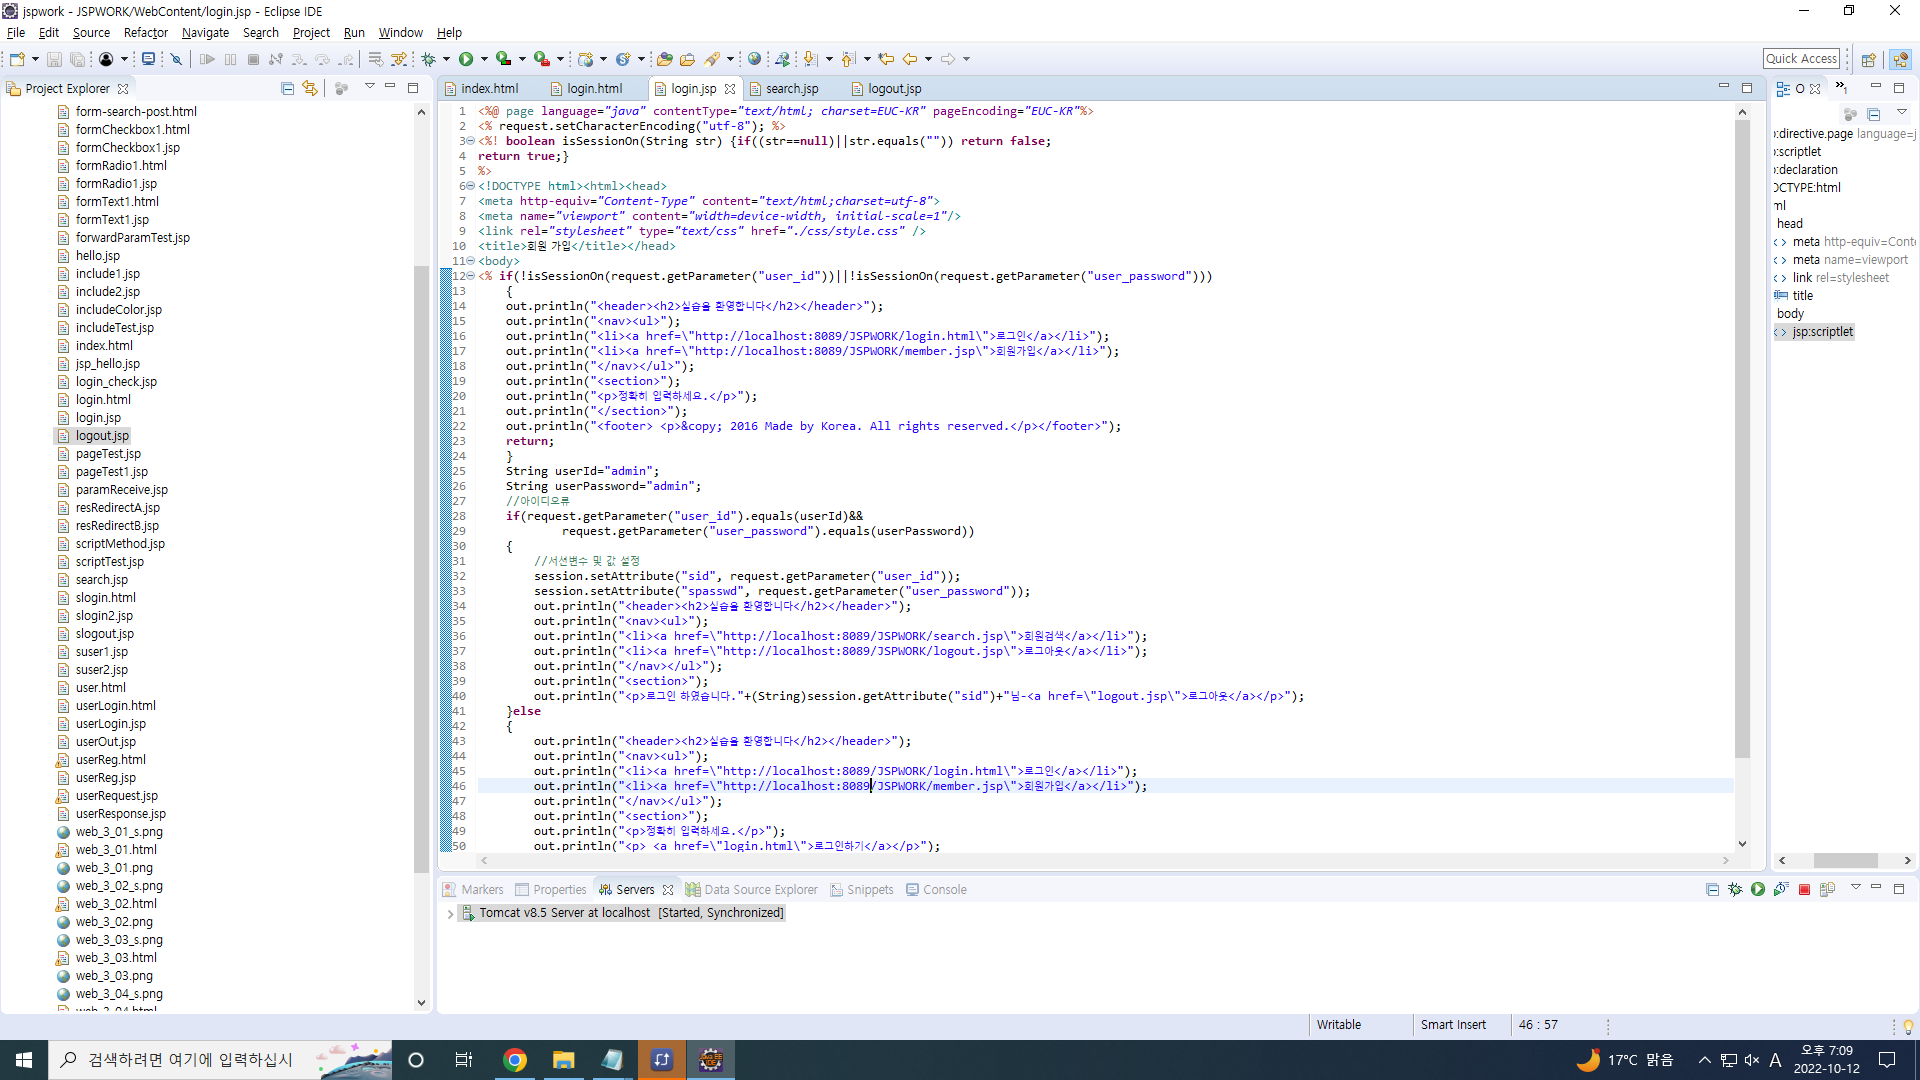 jspwork - JSPWORK/WebContent/login.jsp - Eclipse IDE
File Edit Source Refactor Navigate Search Project Run Window Help
Quick Access
Project Explorer
form-search-post.html
formCheckbox1.html
formCheckbox1.jsp
formRadio1.html
formRadio1.jsp
formText1.html
formText1.jsp
forwardParamTest.jsp
hello.jsp
include1.jsp
include2.jsp
includeColor.jsp
includeTest.jsp
index.html
jsp_hello.jsp
login_check.jsp
login.html
login.jsp
logout.jsp
pageTest.jsp
pageTest1.jsp
paramReceive.jsp
resRedirectA.jsp
resRedirectB.jsp
scriptMethod.jsp
scriptTest.jsp
search.jsp
slogin.html
slogin2.jsp
slogout.jsp
suser1.jsp
suser2.jsp
user.html
userLogin.html
userLogin.jsp
userOut.jsp
userReg.html
userReg.jsp
userRequest.jsp
userResponse.jsp
web_3_01_s.png
web_3_01.html
web_3_01.png
web_3_02_s.png
web_3_02.html
web_3_02.png
web_3_03_s.png
web_3_03.html
web_3_03.png
web_3_04_s.png
web_3_04.html
index.html login.html login.jsp search.jsp logout.jsp
1 <%@ page language="java" contentType="text/html; charset=EUC-KR" pageEncoding="EUC-KR"%>
2 <% request.setCharacterEncoding("utf-8"); %>
3 <%! boolean isSessionOn(String str) {if((str==null)||str.equals("")) return false;
4 return true;}
5 %>
6 <!DOCTYPE html><html><head>
7 <meta http-equiv="Content-Type" content="text/html;charset=utf-8">
8 <meta name="viewport" content="width=device-width, initial-scale=1"/>
9 <link rel="stylesheet" type="text/css" href="./css/style.css" />
10 <title>회원 가입</title></head>
11 <body>
12 <% if(!isSessionOn(request.getParameter("user_id"))||!isSessionOn(request.getParameter("user_password")))
13 {
14 out.println("<header><h2>실습을 환영합니다</h2></header>");
15 out.println("<nav><ul>");
16 out.println("<li><a href=\"http://localhost:8089/JSPWORK/login.html\">로그인</a></li>");
17 out.println("<li><a href=\"http://localhost:8089/JSPWORK/member.jsp\">회원가입</a></li>");
18 out.println("</nav></ul>");
19 out.println("<section>");
20 out.println("<p>정확히 입력하세요.</p>");
21 out.println("</section>");
22 out.println("<footer> <p>&copy; 2016 Made by Korea. All rights reserved.</p></footer>");
23 return;
24 }
25 String userId="admin";
26 String userPassword="admin";
27 //아이디오류
28 if(request.getParameter("user_id").equals(userId)&&
29 request.getParameter("user_password").equals(userPassword))
30 {
31 //서션변수 및 값 설정
32 session.setAttribute("sid", request.getParameter("user_id"));
33 session.setAttribute("spasswd", request.getParameter("user_password"));
34 out.println("<header><h2>실습을 환영합니다</h2></header>");
35 out.println("<nav><ul>");
36 out.println("<li><a href=\"http://localhost:8089/JSPWORK/search.jsp\">회원검색</a></li>");
37 out.println("<li><a href=\"http://localhost:8089/JSPWORK/logout.jsp\">로그아웃</a></li>");
38 out.println("</nav></ul>");
39 out.println("<section>");
40 out.println("<p>로그인 하였습니다."+(String)session.getAttribute("sid")+"님-<a href=\"logout.jsp\">로그아웃</a></p>");
41 }else
42 {
43 out.println("<header><h2>실습을 환영합니다</h2></header>");
44 out.println("<nav><ul>");
45 out.println("<li><a href=\"http://localhost:8089/JSPWORK/login.html\">로그인</a></li>");
46 out.println("<li><a href=\"http://localhost:8089/JSPWORK/member.jsp\">회원가입</a></li>");
47 out.println("</nav></ul>");
48 out.println("<section>");
49 out.println("<p>정확히 입력하세요.</p>");
50 out.println("<p> <a href=\"login.html\">로그인하기</a></p>");
O
p:directive.page language=j
p:scriptlet
p:declaration
OCTYPE:html
ml
head
meta http-equiv=Cont
meta name=viewport
link rel=stylesheet
title
body
jsp:scriptlet
Markers Properties Servers Data Source Explorer Snippets Console
Tomcat v8.5 Server at localhost [Started, Synchronized]
Writable Smart Insert 46 : 57
검색하려면 여기에 입력하십시
17°C 맑음
A
오후 7:09
2022-10-12